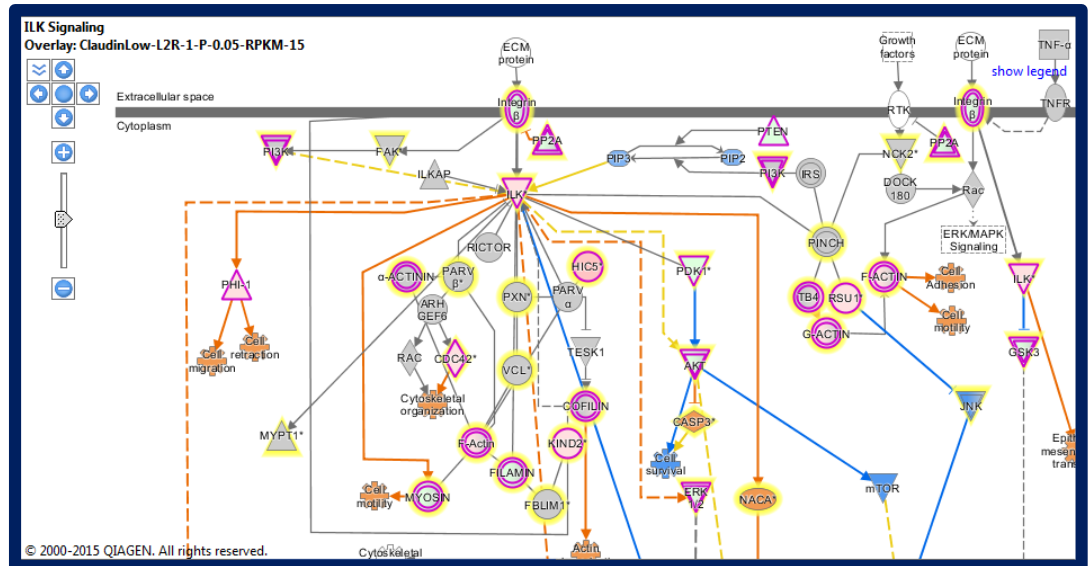 ILK Signaling
Overlay: ClaudinLow-L2R-1-P-0.05-RPKM-15
ECM
protein
Growth
factors
ECM
protein
TNF-α
show legend
Extracellular space
Cytoplasm
Integrin
β
RTK
Integrin
β
TNFR
PI3K
FAK*
PP2A
PTEN
PIP3
PIP2
PI3K
IRS
NCK2*
PP2A
ILKAP
ILK*
DOCK
180
Rac
ERK/MAPK
Signaling
RICTOR
PINCH
PHI-1
α-ACTININ
PARV
β*
PXN*
HIC5*
PARV
α
PDK1*
F-ACTIN
Cell
Adhesion
ILK*
TB4
RSU1*
G-ACTIN
Cell
motility
ARH
GEF6
RAC
CDC42*
TESK1
VCL*
AKT
GSK3
Cell
migration
Cell
retraction
Cytoskeletal
organization
COFILIN
CASP3*
JNK
MYPT1*
F-Actin
KIND2*
Cell
survival
Epith
mesen
trans
FILAMIN
mTOR
Cell
motility
MYOSIN
FBLIM1*
ERK
1/2
NACA*
© 2000-2015 QIAGEN. All rights reserved.
Cytoskeletal
Actin